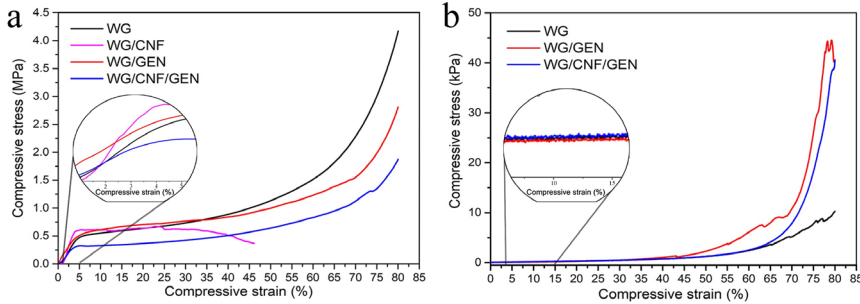 a
WG
WG/CNF
WG/GEN
WG/CNF/GEN
Compressive stress (MPa)
4.5
4.0
3.5
3.0
2.5
2.0
1.5
1.0
0.5
0.0
2 3 4 5
Compressive strain (%)
0 5 10 15 20 25 30 35 40 45 50 55 60 65 70 75 80 85
Compressive strain (%)
b
WG
WG/GEN
WG/CNF/GEN
Compressive stress (kPa)
50
40
30
20
10
0
10 15
Compressive strain (%)
0 5 10 15 20 25 30 35 40 45 50 55 60 65 70 75 80 85
Compressive strain (%)